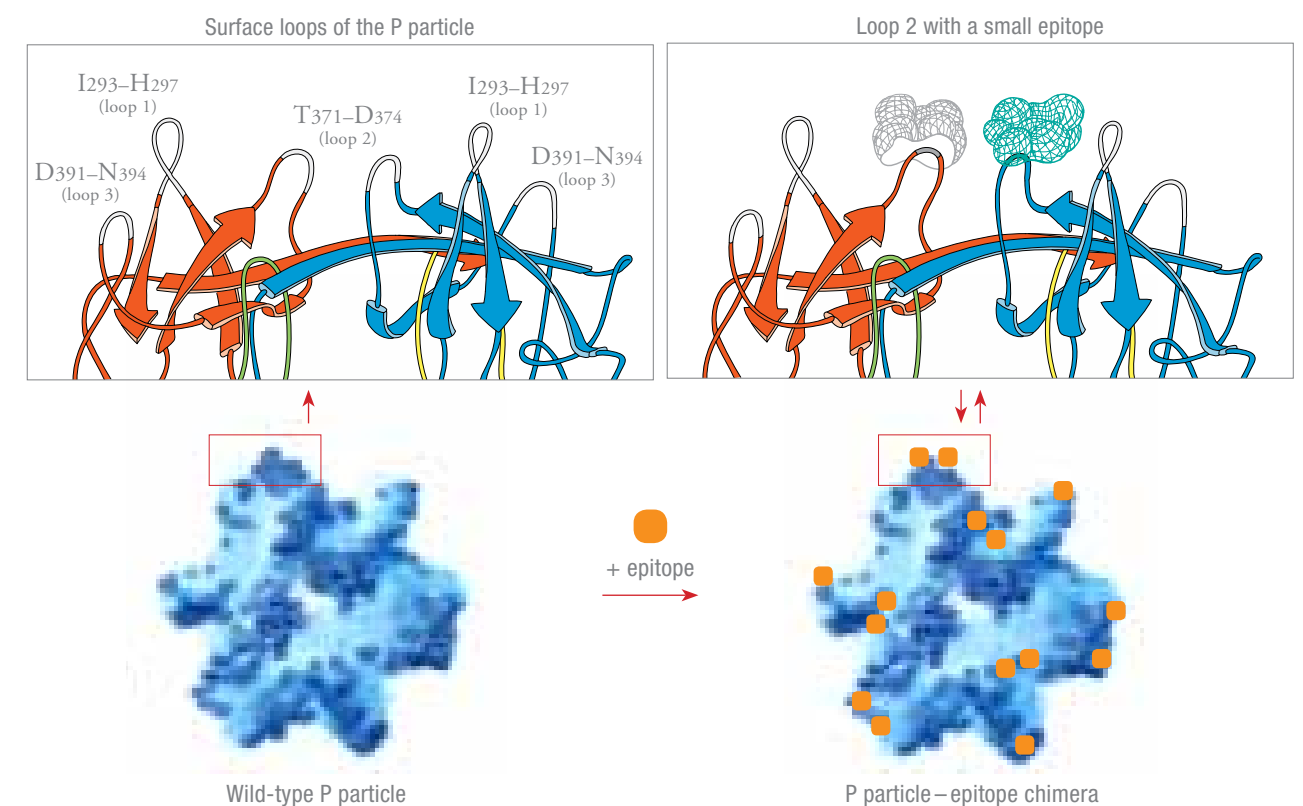 Surface loops of the P particle
Loop 2 with a small epitope
I293–H297
(loop 1)
T371–D374
(loop 2)
I293–H297
(loop 1)
D391–N394
(loop 3)
D391–N394
(loop 3)
+ epitope
Wild-type P particle
P particle–epitope chimera